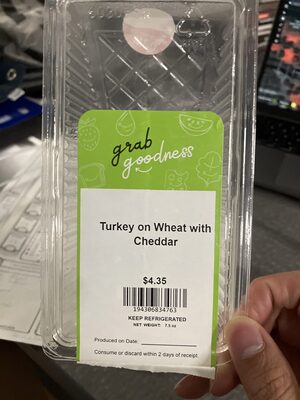 grab
goodness
Turkey on Wheat with
Cheddar
$4.35
194306834763
KEEP REFRIGERATED
NET WEIGHT: 7.5 oz
Produced on Date:
Consume or discard within 2 days of receipt